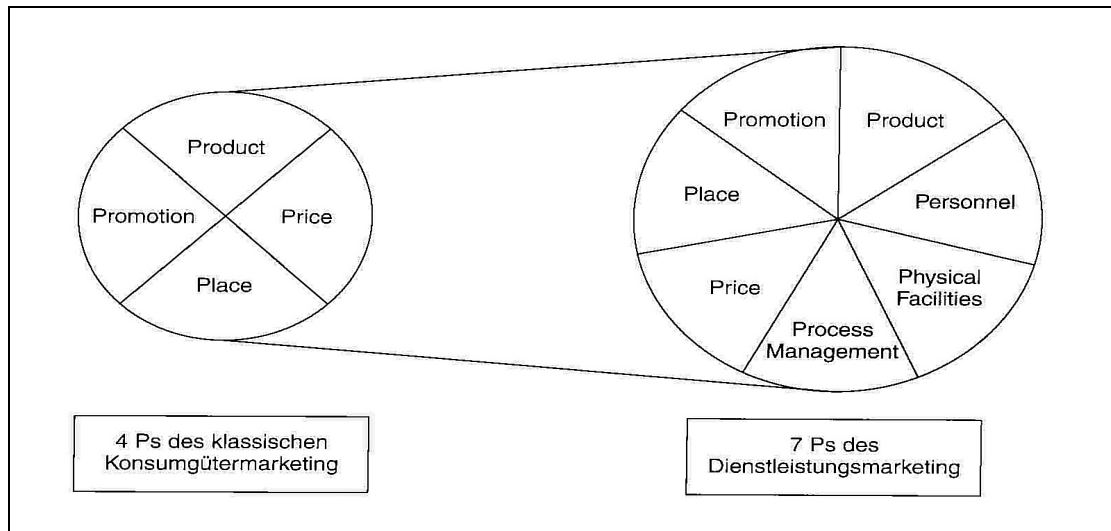 Product
Promotion
Price
Place
Promotion
Product
Place
Personnel
Price
Physical
Facilities
Process
Management
4 Ps des klassischen
Konsumgütermarketing
7 Ps des
Dienstleistungsmarketing